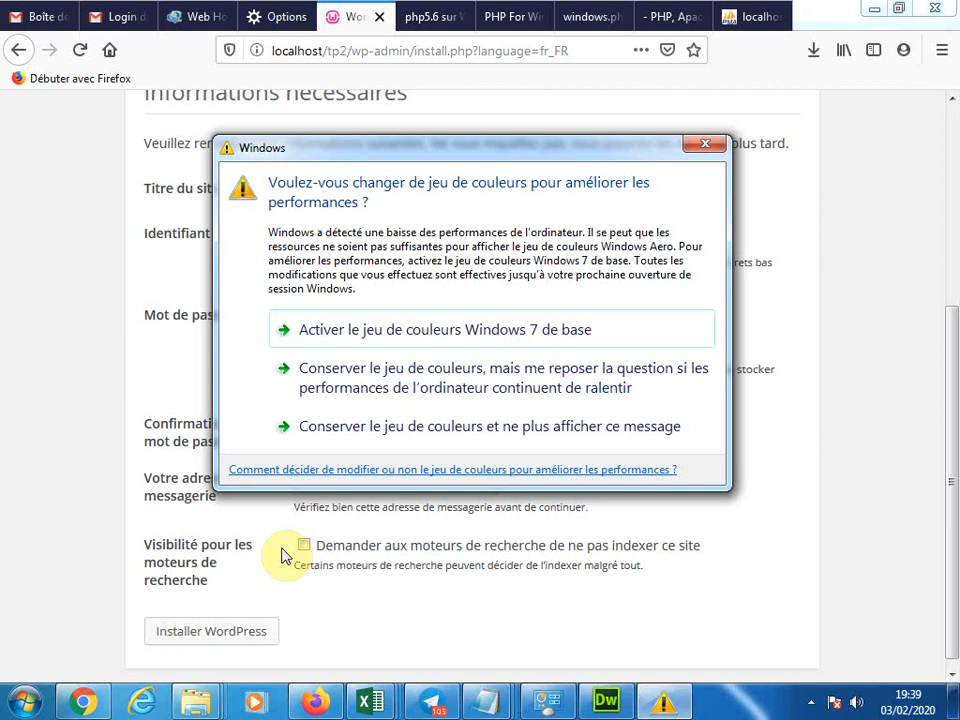 Boîte de
Login d
Web Ho
Options
Wor
php5.6 sur W
PHP For Win
windows.ph
- PHP, Apac
localhos
localhost/tp2/wp-admin/install.php?language=fr_FR
Débuter avec Firefox
Informations nécessaires
Veuillez ren
plus tard.
Windows
Titre du sit
Voulez-vous changer de jeu de couleurs pour améliorer les
performances ?
Identifiant
Windows a détecté une baisse des performances de l'ordinateur. Il se peut que les
ressources ne soient pas suffisantes pour afficher le jeu de couleurs Windows Aero. Pour
améliorer les performances, activez le jeu de couleurs Windows 7 de base. Toutes les
modifications que vous effectuez sont effectives jusqu'à votre prochaine ouverture de
session Windows.
rets bas
Mot de pas
Activer le jeu de couleurs Windows 7 de base
Conserver le jeu de couleurs, mais me reposer la question si les
performances de l'ordinateur continuent de ralentir
stocker
Confirmati
mot de pas
Conserver le jeu de couleurs et ne plus afficher ce message
Comment décider de modifier ou non le jeu de couleurs pour améliorer les performances ?
Votre adre
messagerie
Vérifiez bien cette adresse de messagerie avant de continuer.
Visibilité pour les
moteurs de
recherche
Demander aux moteurs de recherche de ne pas indexer ce site
Certains moteurs de recherche peuvent décider de l'indexer malgré tout.
Installer WordPress
105
Dw
19:39
03/02/2020